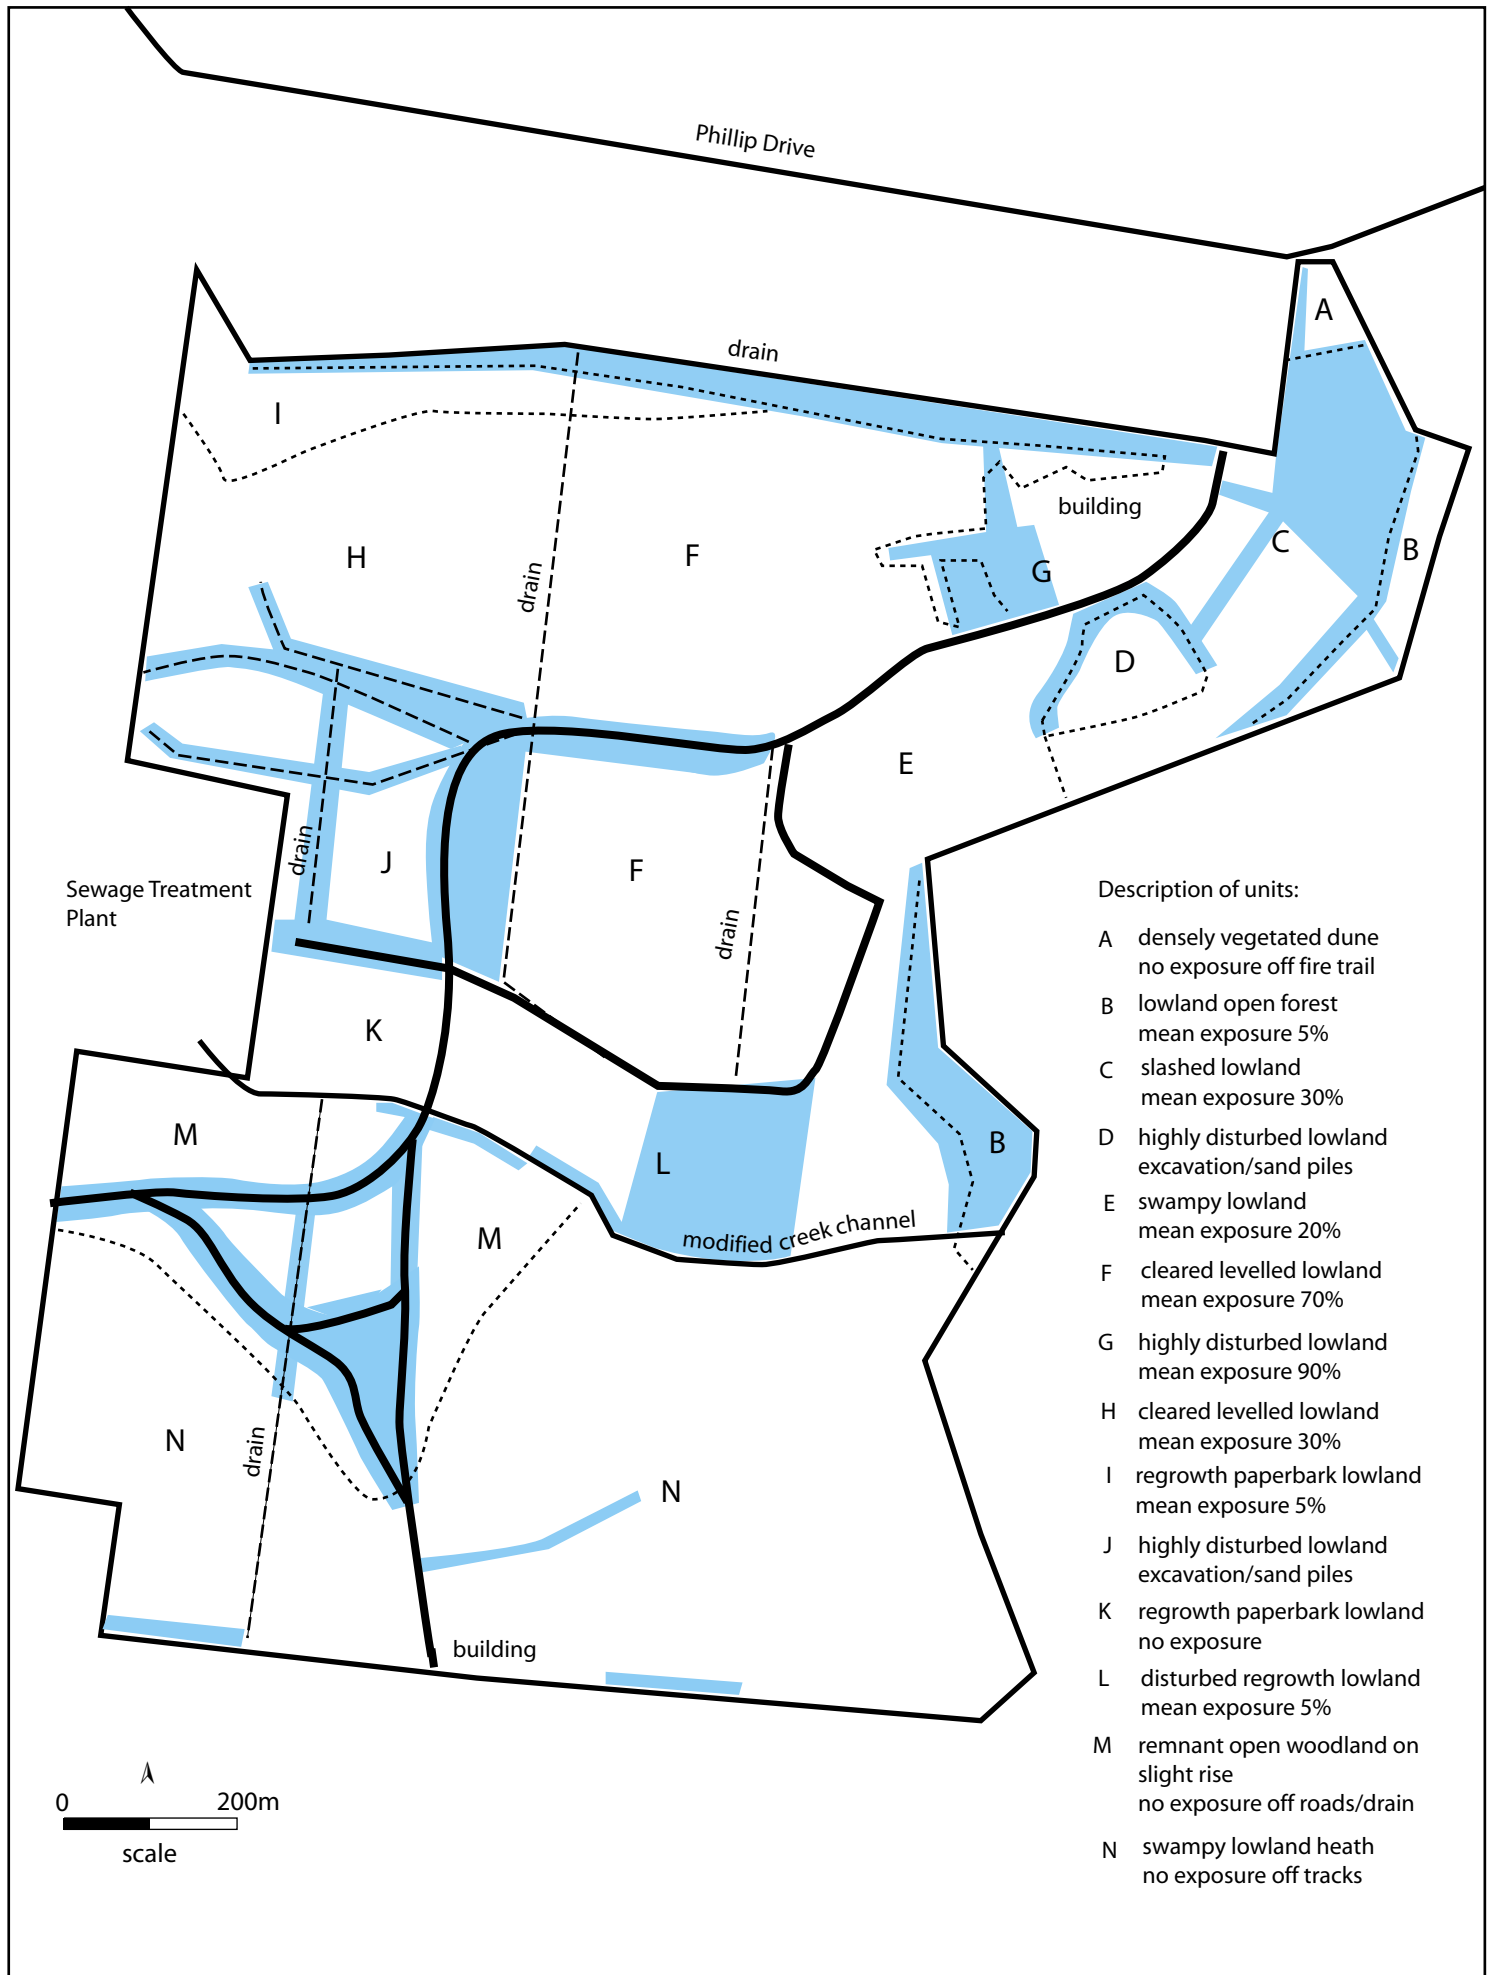 Phillip Drive
A
drain
I
building
H
F
C
B
drain
G
D
E
drain
J
F
Sewage Treatment
Plant
drain
K
M
B
L
modified creek channel
M
N
drain
N
building
0 200m
scale
Description of units:
A densely vegetated dune
no exposure off fire trail
B lowland open forest
mean exposure 5%
C slashed lowland
mean exposure 30%
D highly disturbed lowland
excavation/sand piles
E swampy lowland
mean exposure 20%
F cleared levelled lowland
mean exposure 70%
G highly disturbed lowland
mean exposure 90%
H cleared levelled lowland
mean exposure 30%
I regrowth paperbark lowland
mean exposure 5%
J highly disturbed lowland
excavation/sand piles
K regrowth paperbark lowland
no exposure
L disturbed regrowth lowland
mean exposure 5%
M remnant open woodland on
slight rise
no exposure off roads/drain
N swampy lowland heath
no exposure off tracks